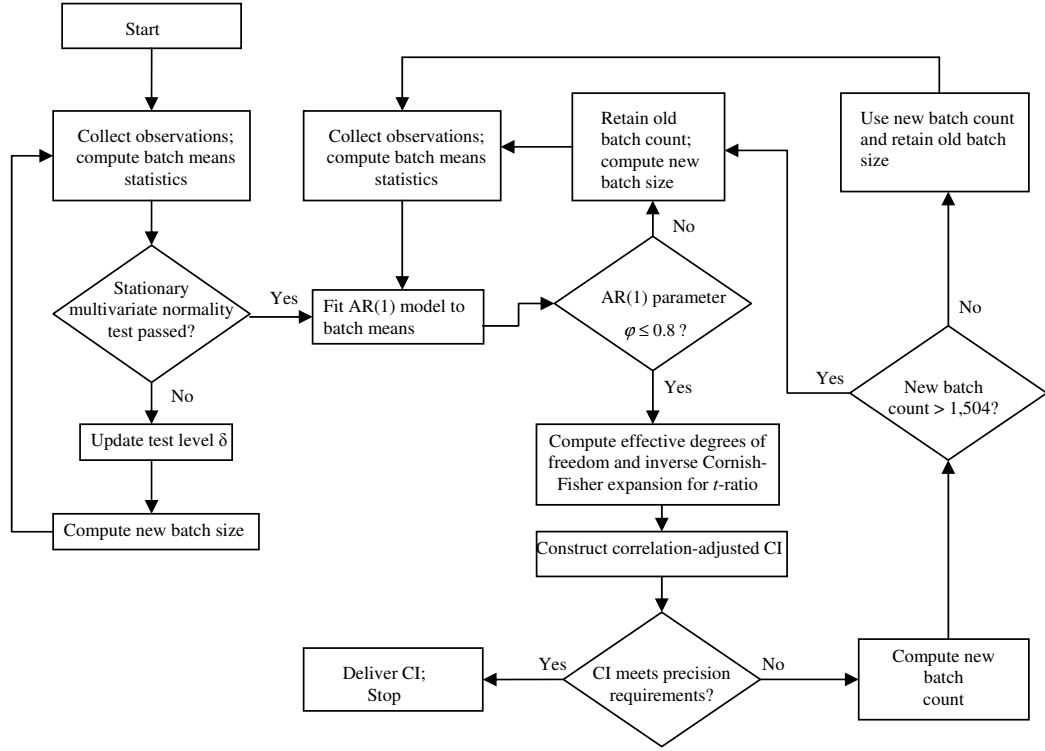 Start
Collect observations;
compute batch means
statistics
Stationary
multivariate normality
test passed?
Yes
No
Update test level δ
Compute new batch size
Collect observations;
compute batch means
statistics
Fit AR(1) model to
batch means
Retain old
batch count;
compute new
batch size
No
AR(1) parameter
φ ≤ 0.8 ?
Yes
Compute effective degrees of
freedom and inverse Cornish-
Fisher expansion for t-ratio
Construct correlation-adjusted CI
CI meets precision
requirements?
Yes
Deliver CI;
Stop
No
Compute new
batch
count
New batch
count > 1,504?
Yes
No
Use new batch count
and retain old batch
size